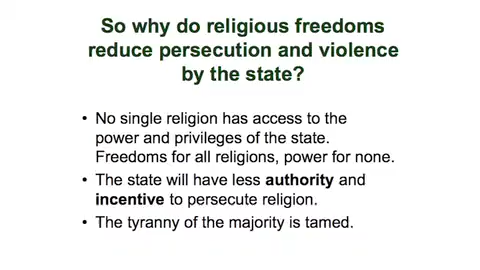 So why do religious freedoms
reduce persecution and violence
by the state?
• No single religion has access to the
power and privileges of the state.
Freedoms for all religions, power for none.
• The state will have less authority and
incentive to persecute religion.
• The tyranny of the majority is tamed.